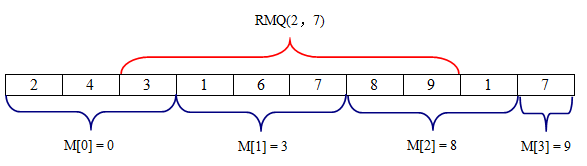 RMQ(2，7)
2 4 3 1 6 7 8 9 1 7
M[0] = 0 M[1] = 3 M[2] = 8 M[3] = 9